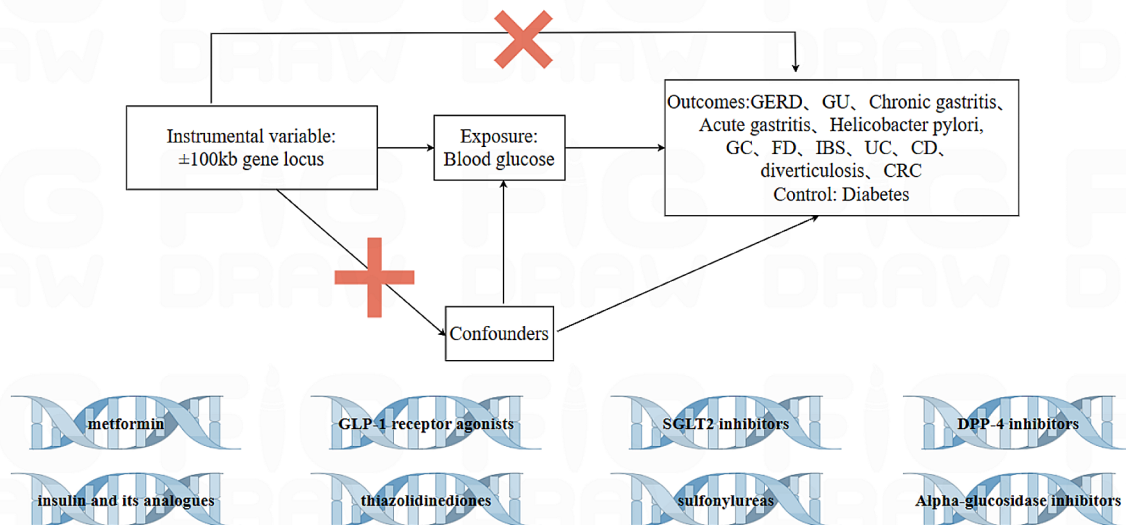 Instrumental variable:
±100kb gene locus
Exposure:
Blood glucose
Outcomes:GERD、GU、Chronic gastritis、
Acute gastritis、Helicobacter pylori,
GC、FD、IBS、UC、CD、
diverticulosis、CRC
Control: Diabetes
Confounders
metformin
GLP-1 receptor agonists
SGLT2 inhibitors
DPP-4 inhibitors
insulin and its analogues
thiazolidinediones
sulfonylureas
Alpha-glucosidase inhibitors